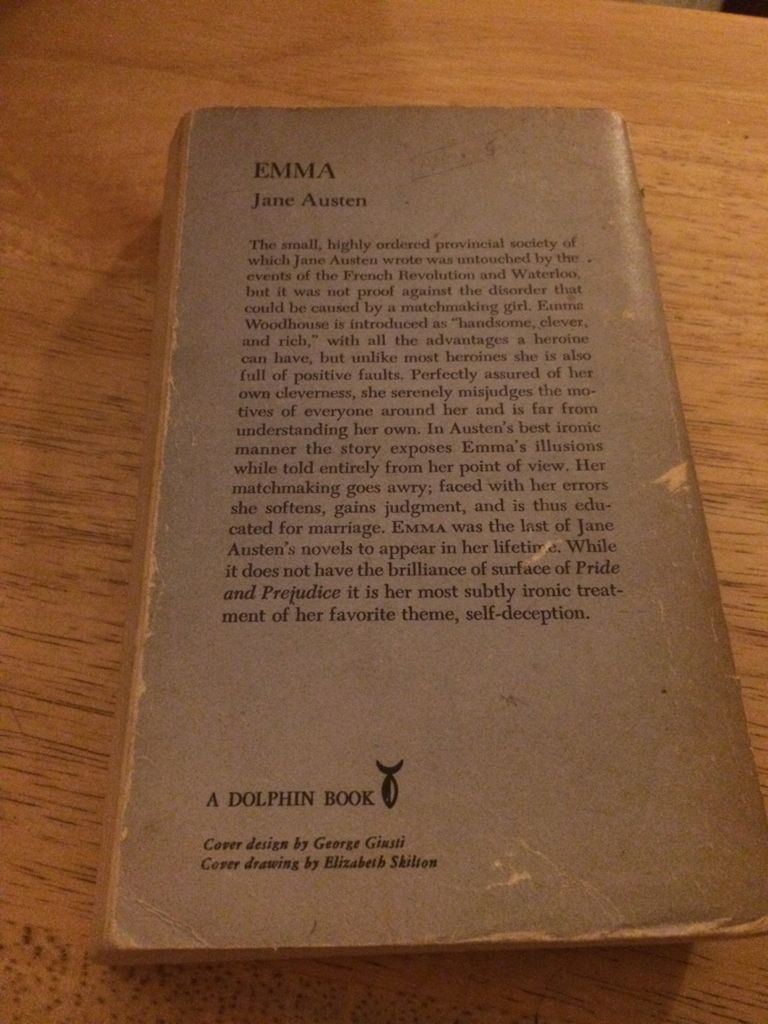 EMMA
Jane Austen
The small, highly ordered provincial society of
which Jane Austen wrote was untouched by the
events of the French Revolution and Waterloo,
but it was not proof against the disorder that
could be caused by a matchmaking girl. Emma
Woodhouse is introduced as "handsome, clever,
and rich," with all the advantages a heroine
can have, but unlike most heroines she is also
full of positive faults. Perfectly assured of her
own cleverness, she serenely misjudges the mo-
tives of everyone around her and is far from
understanding her own. In Austen's best ironic
manner the story exposes Emma's illusions
while told entirely from her point of view. Her
matchmaking goes awry; faced with her errors
she softens, gains judgment, and is thus edu-
cated for marriage. EMMA was the last of Jane
Austen's novels to appear in her lifetime. While
it does not have the brilliance of surface of Pride
and Prejudice it is her most subtly ironic treat-
ment of her favorite theme, self-deception.
A DOLPHIN BOOK
Cover design by George Giusti
Cover drawing by Elizabeth Skilton